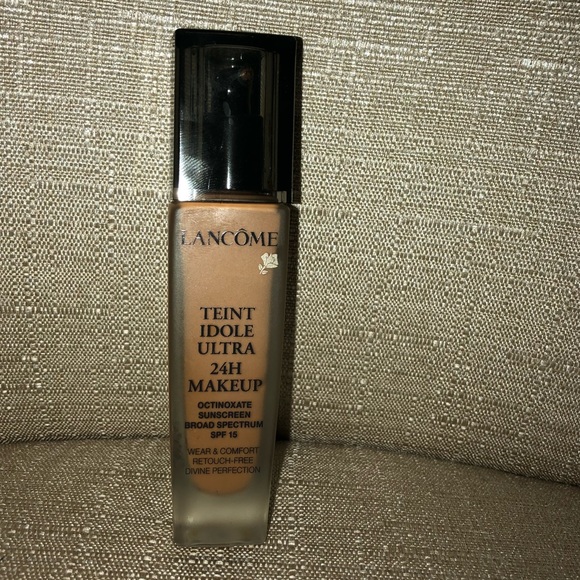 LANCÔME
TEINT
IDOLE
ULTRA
24H
MAKEUP
OCTINOXATE
SUNSCREEN
BROAD SPECTRUM
SPF 15
WEAR & COMFORT
RETOUCH-FREE
DIVINE PERFECTION